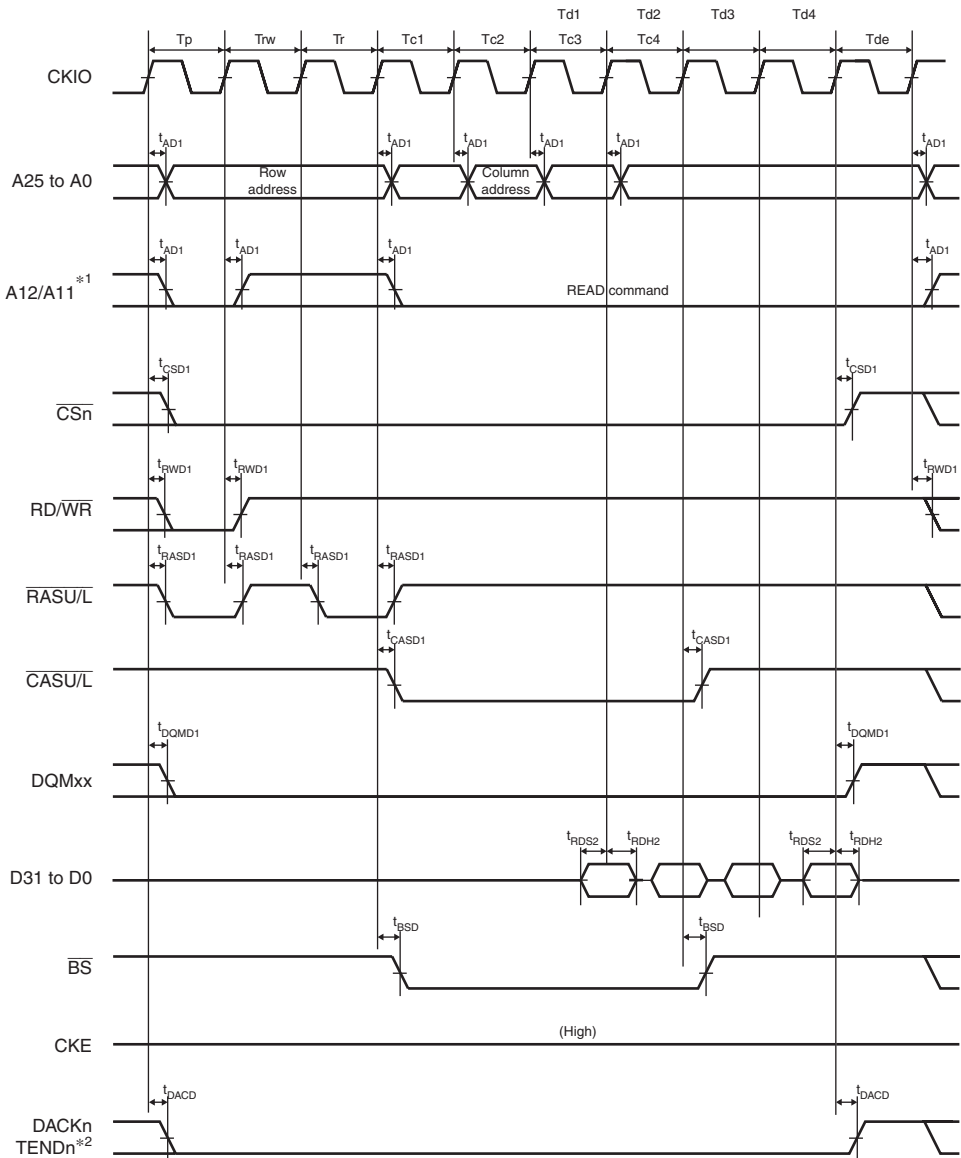 Td1 Td2 Td3 Td4
Tp Trw Tr Tc1 Tc2 Tc3 Tc4 Tde
CKIO
tAD1 tAD1 tAD1 tAD1 tAD1 tAD1
A25 to A0 Row address Column address
tAD1 tAD1 tAD1 tAD1
A12/A11*1 READ command
tCSD1 tCSD1
CSn
tRWD1 tRWD1 tRWD1
RD/WR
tRASD1 tRASD1 tRASD1 tRASD1
RASU/L
tCASD1 tCASD1
CASU/L
tDQMD1 tDQMD1
DQMxx
tRDS2 tRDH2 tRDS2 tRDH2
D31 to D0
tBSD tBSD
BS
(High)
CKE
tDACD tDACD
DACKn
TENDn*2